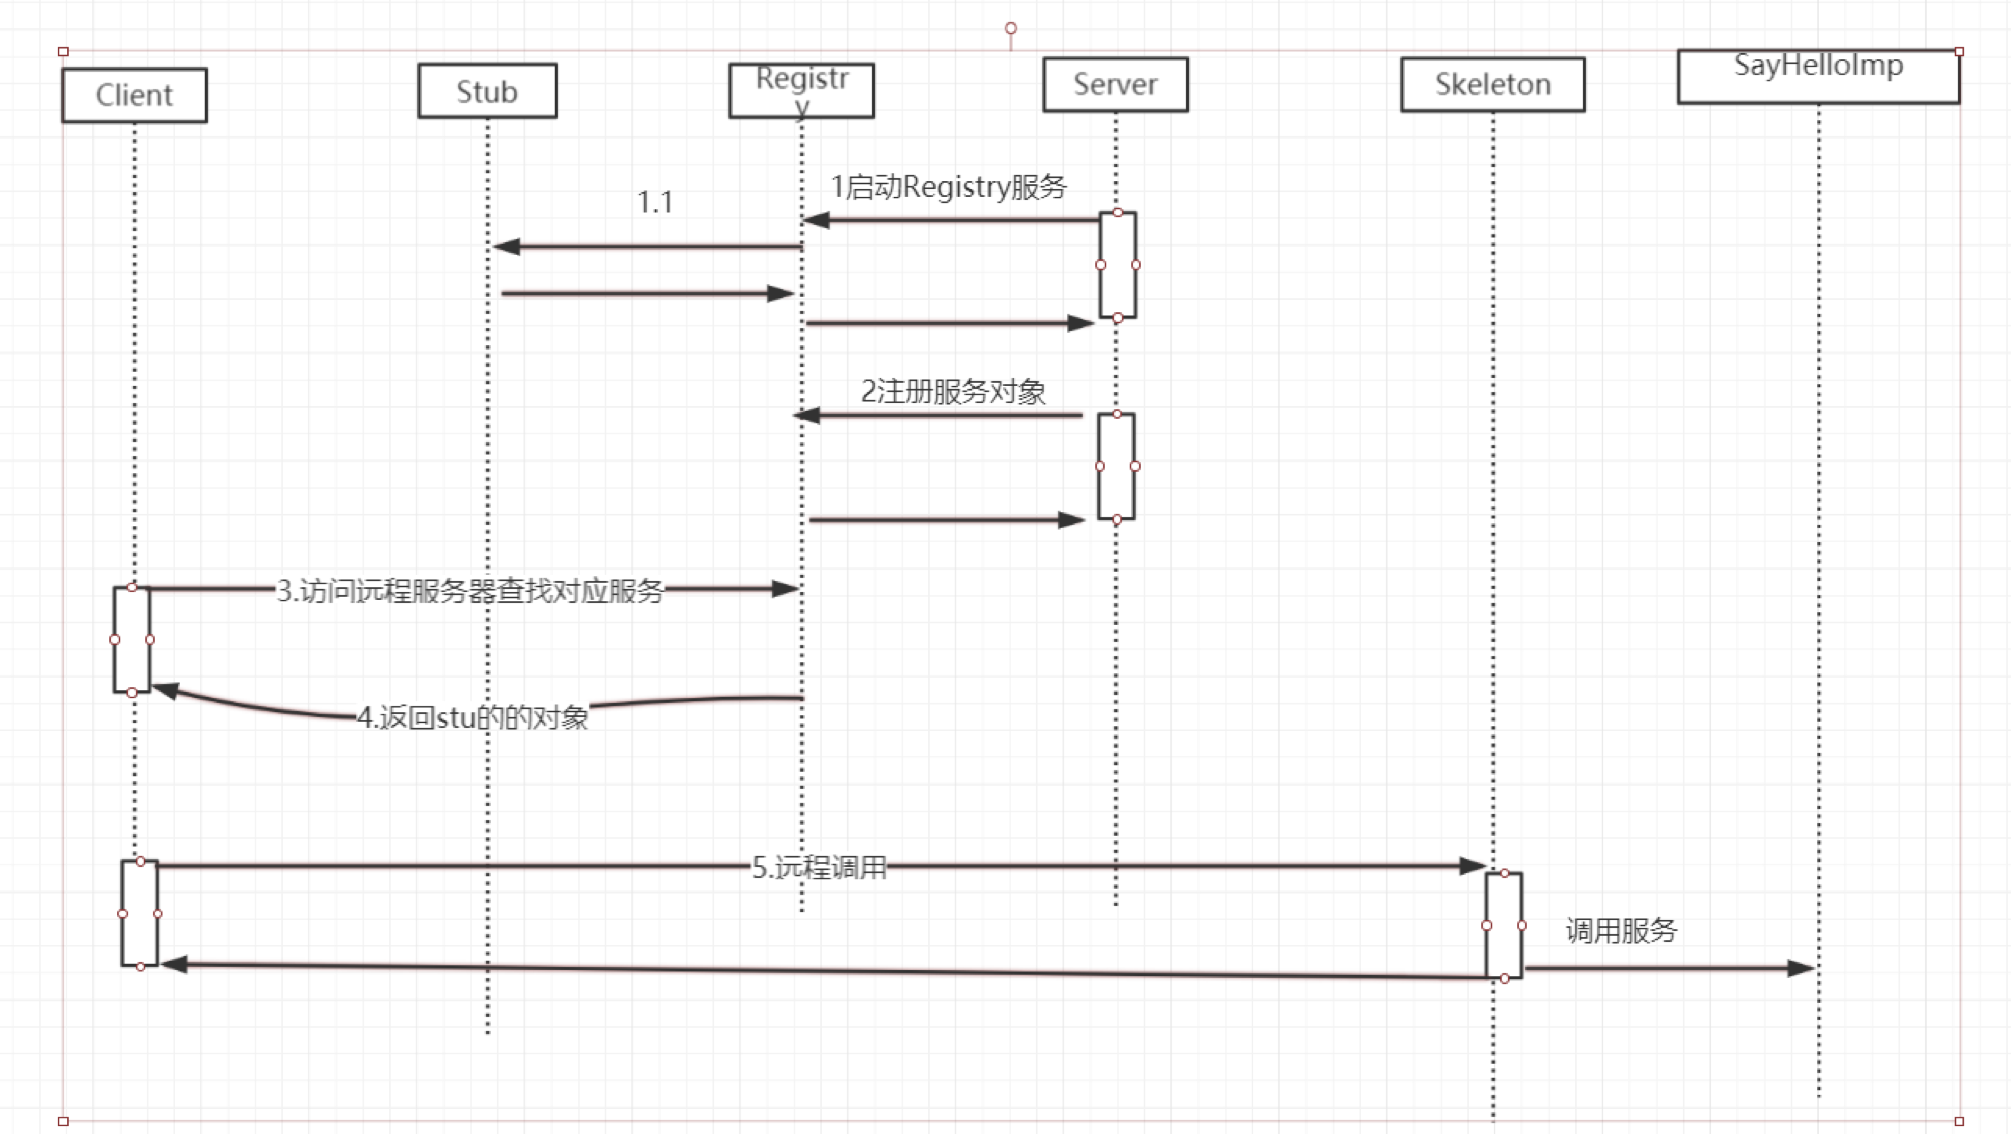 Client
Stub
Registr
y
Server
Skeleton
SayHelloImp
1启动Registry服务
1.1
2注册服务对象
3.访问远程服务器查找对应服务
4.返回stu的的对象
5.远程调用
调用服务